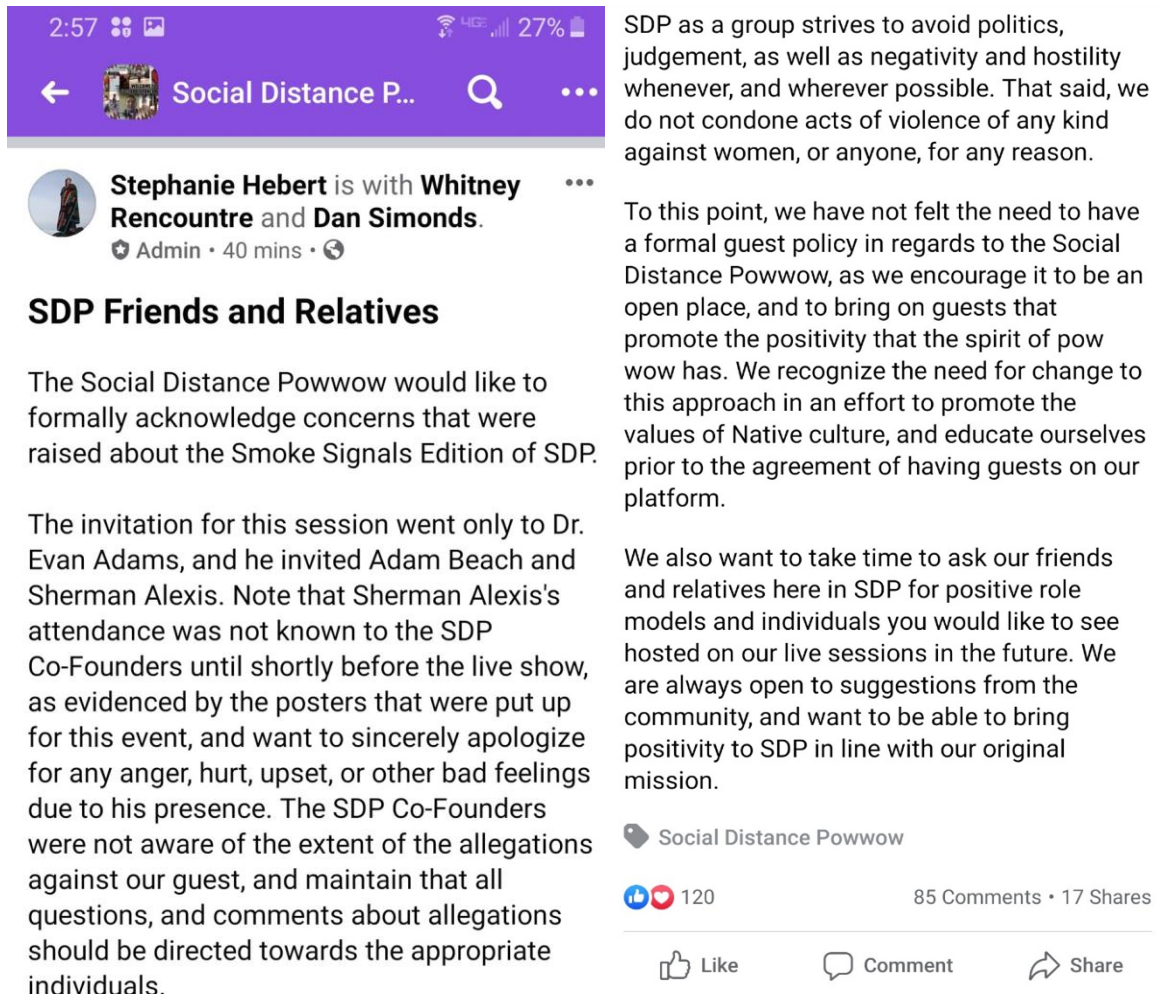 2:57
4GE
27%
Social Distance P...
Stephanie Hebert is with Whitney
Rencountre and Dan Simonds.
Admin • 40 mins •
SDP Friends and Relatives
The Social Distance Powwow would like to
formally acknowledge concerns that were
raised about the Smoke Signals Edition of SDP.
The invitation for this session went only to Dr.
Evan Adams, and he invited Adam Beach and
Sherman Alexis. Note that Sherman Alexis's
attendance was not known to the SDP
Co-Founders until shortly before the live show,
as evidenced by the posters that were put up
for this event, and want to sincerely apologize
for any anger, hurt, upset, or other bad feelings
due to his presence. The SDP Co-Founders
were not aware of the extent of the allegations
against our guest, and maintain that all
questions, and comments about allegations
should be directed towards the appropriate
individuals.
SDP as a group strives to avoid politics,
judgement, as well as negativity and hostility
whenever, and wherever possible. That said, we
do not condone acts of violence of any kind
against women, or anyone, for any reason.
To this point, we have not felt the need to have
a formal guest policy in regards to the Social
Distance Powwow, as we encourage it to be an
open place, and to bring on guests that
promote the positivity that the spirit of pow
wow has. We recognize the need for change to
this approach in an effort to promote the
values of Native culture, and educate ourselves
prior to the agreement of having guests on our
platform.
We also want to take time to ask our friends
and relatives here in SDP for positive role
models and individuals you would like to see
hosted on our live sessions in the future. We
are always open to suggestions from the
community, and want to be able to bring
positivity to SDP in line with our original
mission.
Social Distance Powwow
120
85 Comments • 17 Shares
Like
Comment
Share